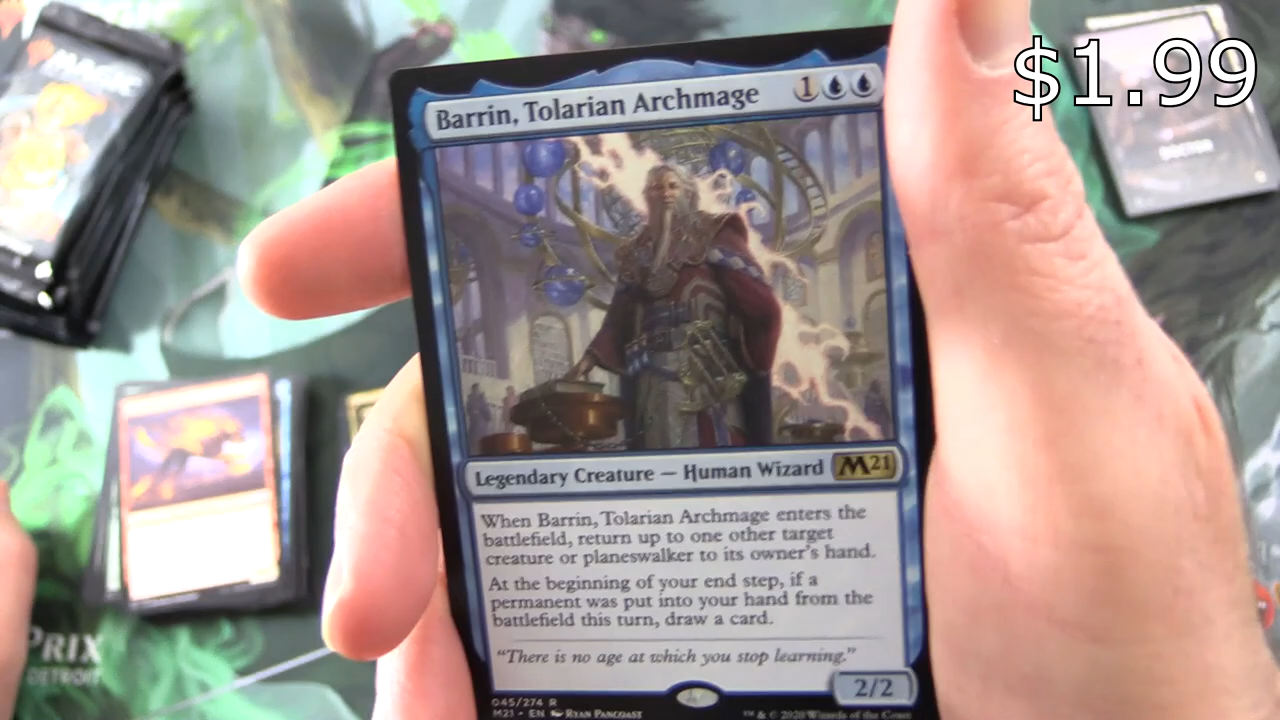 $1.99
Barrin, Tolarian Archmage
1
Legendary Creature — Human Wizard
M21
When Barrin, Tolarian Archmage enters the
battlefield, return up to one other target
creature or planeswalker to its owner's hand.
At the beginning of your end step, if a
permanent was put into your hand from the
battlefield this turn, draw a card.
"There is no age at which you stop learning."
2/2
045/274 R
M21 • EN RYAN PANCOAST
™ & © 2020 Wizards of the Coast
PRIX
DETROIT